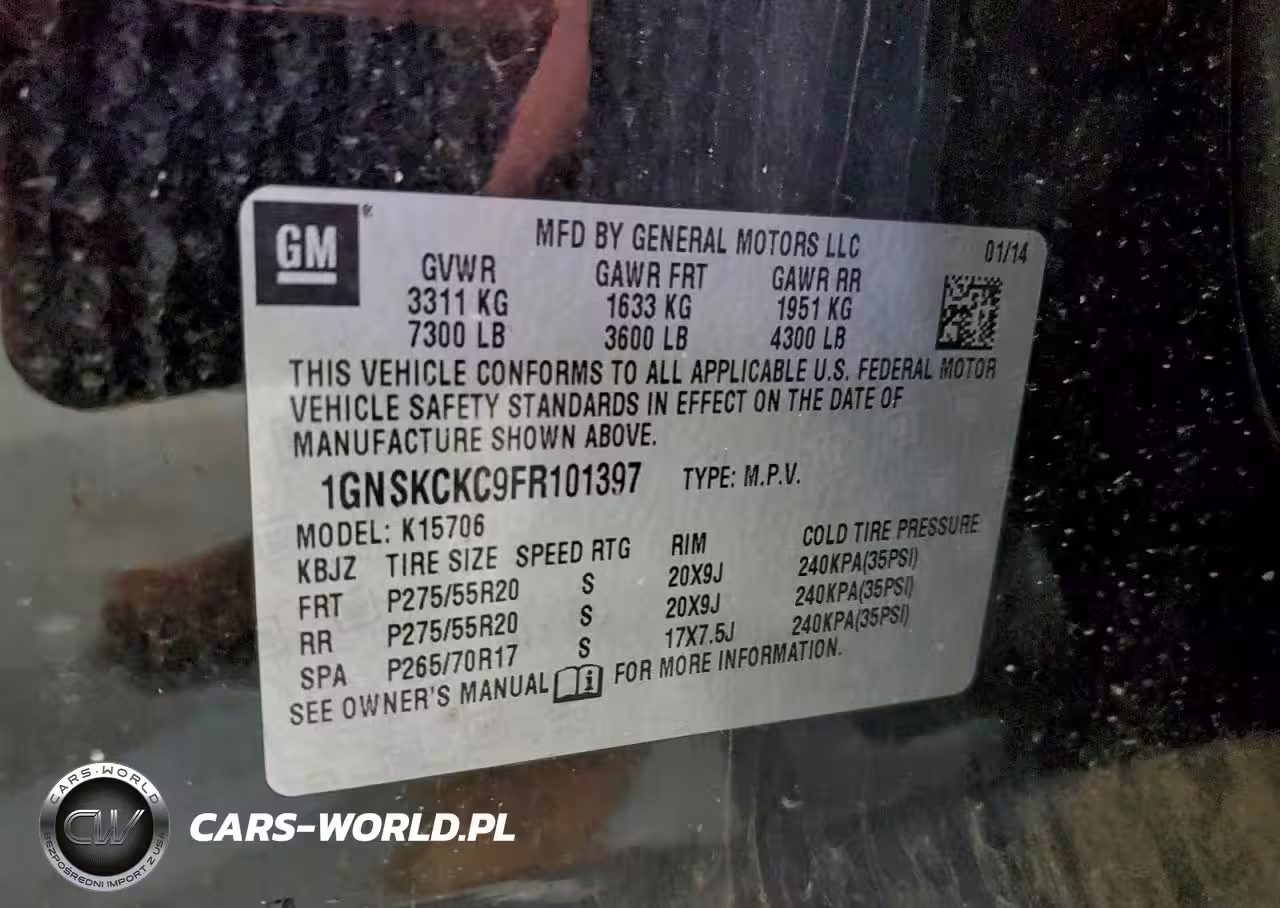 GM
MFD BY GENERAL MOTORS LLC 01/14
GVWR GAWR FRT GAWR RR
3311 KG 1633 KG 1951 KG
7300 LB 3600 LB 4300 LB
THIS VEHICLE CONFORMS TO ALL APPLICABLE U.S. FEDERAL MOTOR
VEHICLE SAFETY STANDARDS IN EFFECT ON THE DATE OF
MANUFACTURE SHOWN ABOVE.
1GNSKCKC9FR101397 TYPE: M.P.V.
MODEL: K15706
KBJZ TIRE SIZE SPEED RTG RIM COLD TIRE PRESSURE
FRT P275/55R20 S 20X9J 240KPA(35PSI)
RR P275/55R20 S 20X9J 240KPA(35PSI)
SPA P265/70R17 S 17X7.5J 240KPA(35PSI)
SEE OWNER'S MANUAL FOR MORE INFORMATION.
CARS-WORLD
CW
BEZPOŚREDNI IMPORT Z USA
CARS-WORLD.PL